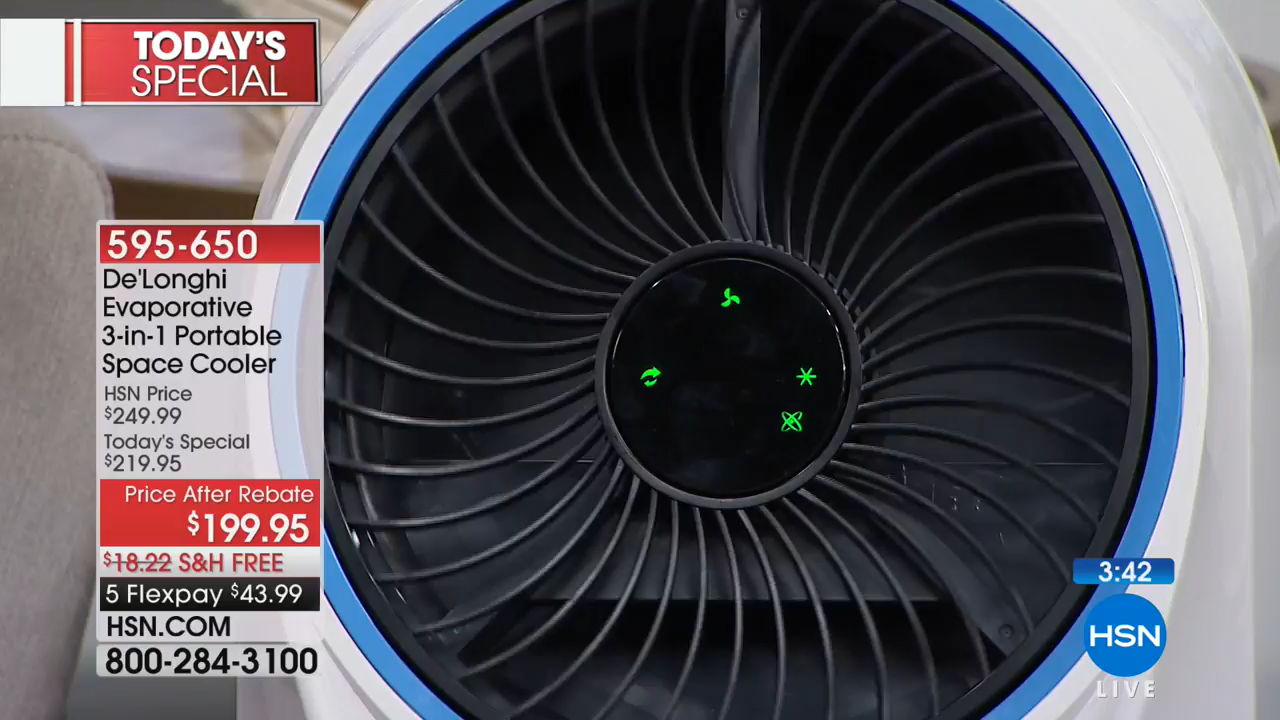 TODAY'S
SPECIAL
595-650
De'Longhi
Evaporative
3-in-1 Portable
Space Cooler
HSN Price
$249.99
Today's Special
$219.95
Price After Rebate
$199.95
$18.22 S&H FREE
5 Flexpay $43.99
HSN.COM
800-284-3100
3:42
HSN
LIVE